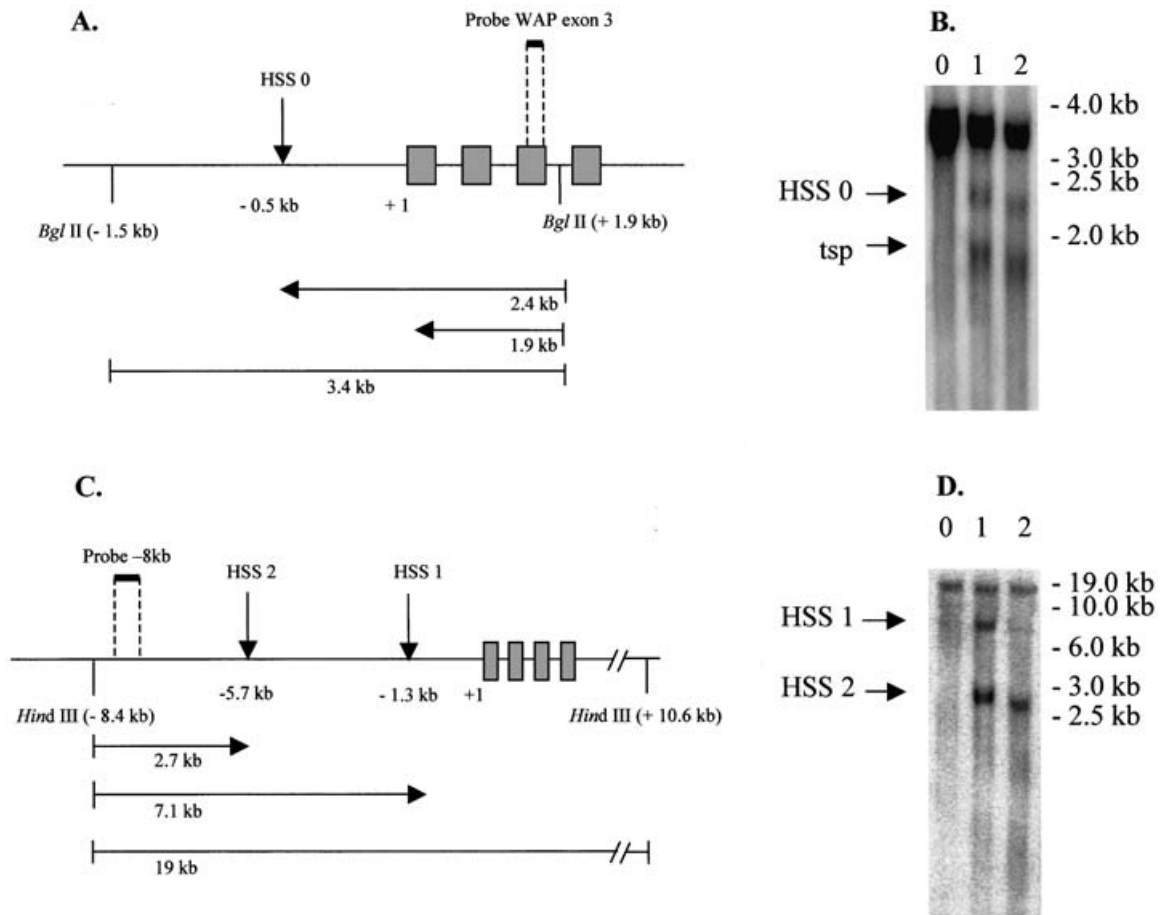 A.
Probe WAP exon 3
HSS 0
- 0.5 kb
+ 1
Bgl II (- 1.5 kb)
Bgl II (+ 1.9 kb)
2.4 kb
1.9 kb
3.4 kb
B.
0 1 2
- 4.0 kb
- 3.0 kb
- 2.5 kb
- 2.0 kb
HSS 0
tsp
C.
Probe –8kb
HSS 2
HSS 1
-5.7 kb
- 1.3 kb
+1
Hind III (- 8.4 kb)
Hind III (+ 10.6 kb)
2.7 kb
7.1 kb
19 kb
D.
0 1 2
- 19.0 kb
- 10.0 kb
- 6.0 kb
- 3.0 kb
- 2.5 kb
HSS 1
HSS 2